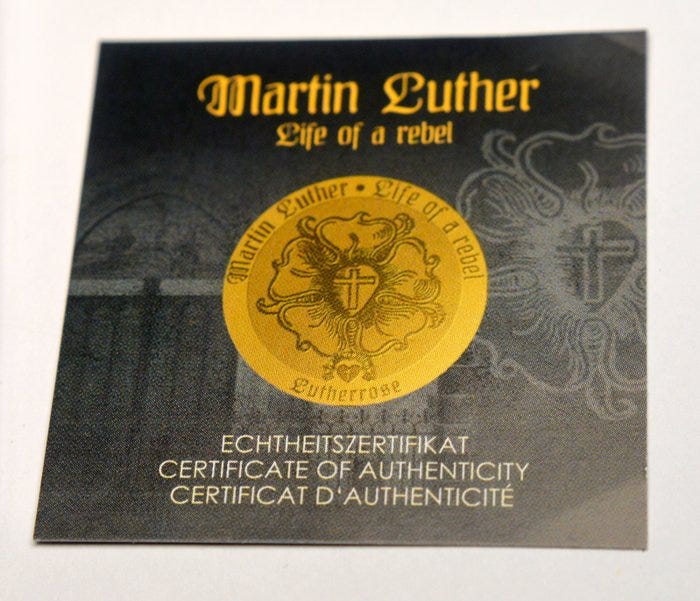 Martin Luther
Life of a rebel
Martin Luther • Life of a rebel
Lutherrose
ECHTHEITSZERTIFIKAT
CERTIFICATE OF AUTHENTICITY
CERTIFICAT D'AUTHENTICITÉ